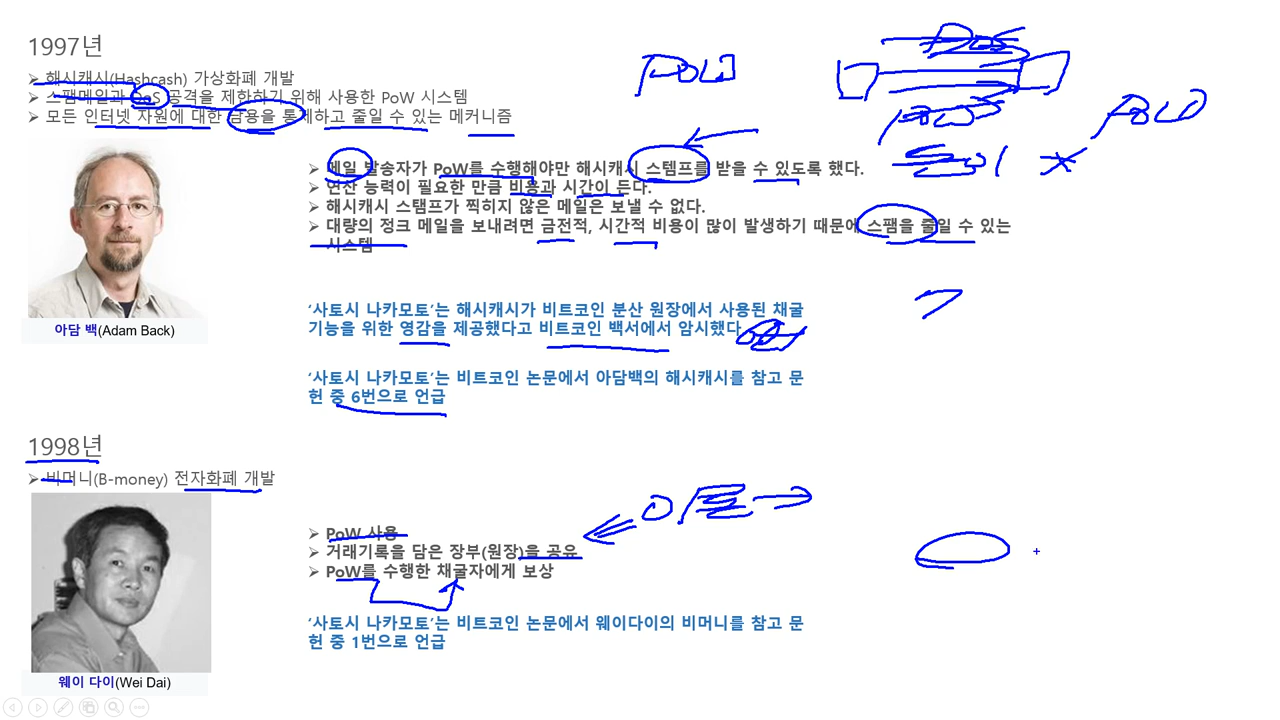 1997년
➢ 해시캐시(Hashcash) 가상화폐 개발
➢ 스팸메일과 DoS 공격을 제한하기 위해 사용한 PoW 시스템
➢ 모든 인터넷 자원에 대한 남용을 통제하고 줄일 수 있는 메커니즘
POW
DOS
POW
POW
➢ 메일 발송자가 PoW를 수행해야만 해시캐시 스템프를 받을 수 있도록 했다.
➢ 연산 능력이 필요한 만큼 비용과 시간이 든다.
➢ 해시캐시 스탬프가 찍히지 않은 메일은 보낼 수 없다.
➢ 대량의 정크 메일을 보내려면 금전적, 시간적 비용이 많이 발생하기 때문에 스팸을 줄일 수 있는
시스템
아담 백(Adam Back)
'사토시 나카모토'는 해시캐시가 비트코인 분산 원장에서 사용된 채굴
기능을 위한 영감을 제공했다고 비트코인 백서에서 암시했다
'사토시 나카모토'는 비트코인 논문에서 아담백의 해시캐시를 참고 문
헌 중 6번으로 언급
1998년
➢ 비머니(B-money) 전자화폐 개발
➢ PoW 사용
➢ 거래기록을 담은 장부(원장)을 공유
➢ PoW를 수행한 채굴자에게 보상
'사토시 나카모토'는 비트코인 논문에서 웨이다이의 비머니를 참고 문
헌 중 1번으로 언급
웨이 다이(Wei Dai)